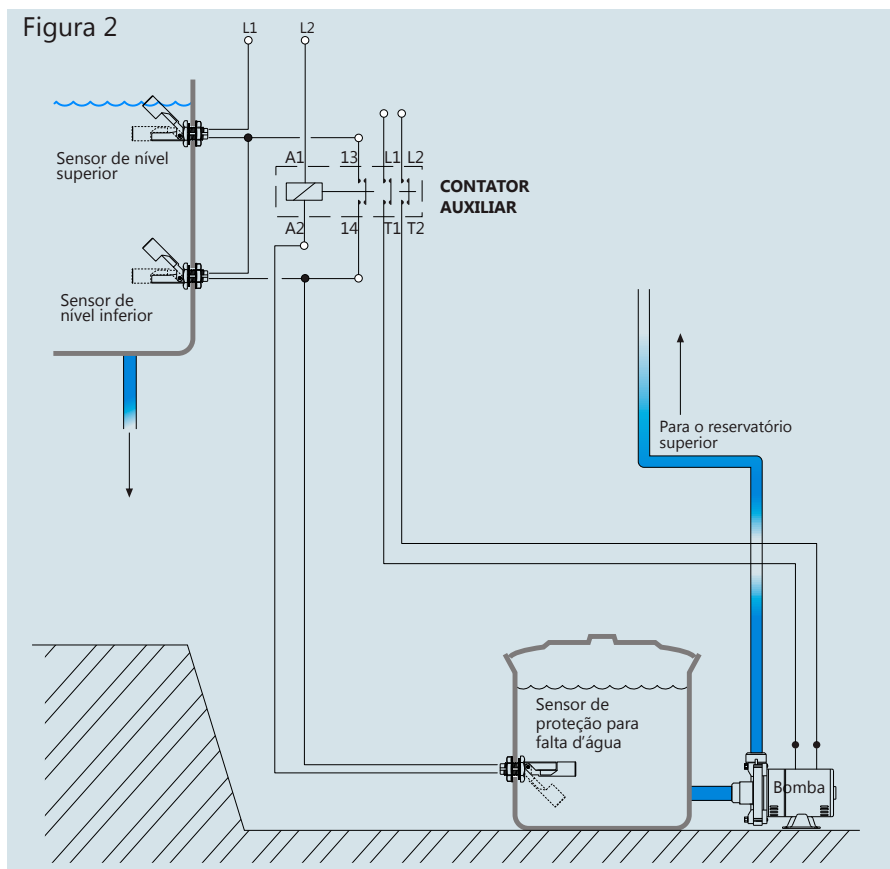 Figura 2
L1 L2
Sensor de nível
superior
A1 13 L1 L2
CONTATOR
AUXILIAR
A2 14 T1 T2
Sensor de
nível inferior
Para o reservatório
superior
Sensor de
proteção para
falta d’água
Bomba